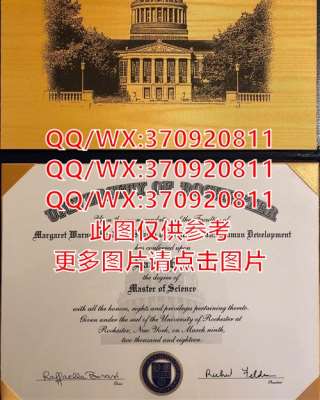 QQ/WX:370920811
QQ/WX:370920811
QQ/WX:370920811
UNIVERSITY OF ROCHESTER
此图仅供参考
Margaret Warner Human Development
更多图片请点击图片
the degree of
Master of Science
with all the honors, rights and privileges pertaining thereto.
Given under the seal of the University of Rochester at
Rochester, New York, on March ninth,
two thousand and eighteen.